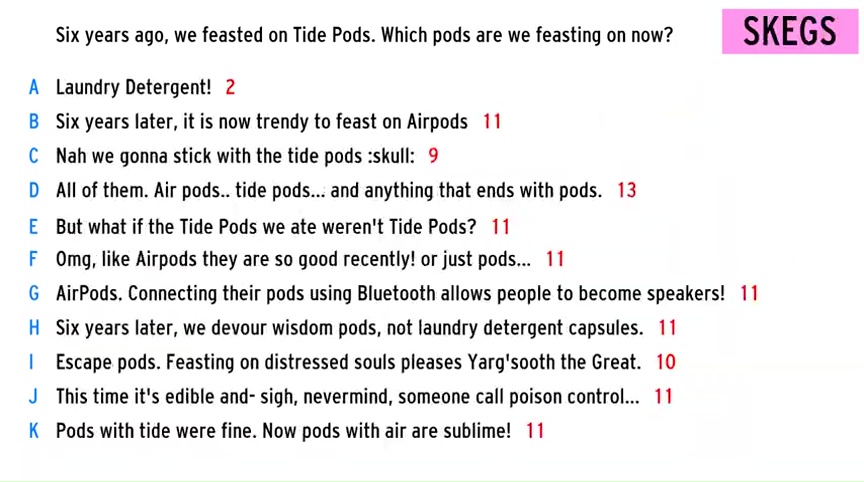 Six years ago, we feasted on Tide Pods. Which pods are we feasting on now?
SKEGS
A Laundry Detergent! 2
B Six years later, it is now trendy to feast on Airpods 11
C Nah we gonna stick with the tide pods :skull: 9
D All of them. Air pods.. tide pods... and anything that ends with pods. 13
E But what if the Tide Pods we ate weren't Tide Pods? 11
F Omg, like Airpods they are so good recently! or just pods... 11
G AirPods. Connecting their pods using Bluetooth allows people to become speakers! 11
H Six years later, we devour wisdom pods, not laundry detergent capsules. 11
I Escape pods. Feasting on distressed souls pleases Yarg'sooth the Great. 10
J This time it's edible and- sigh, nevermind, someone call poison control... 11
K Pods with tide were fine. Now pods with air are sublime! 11